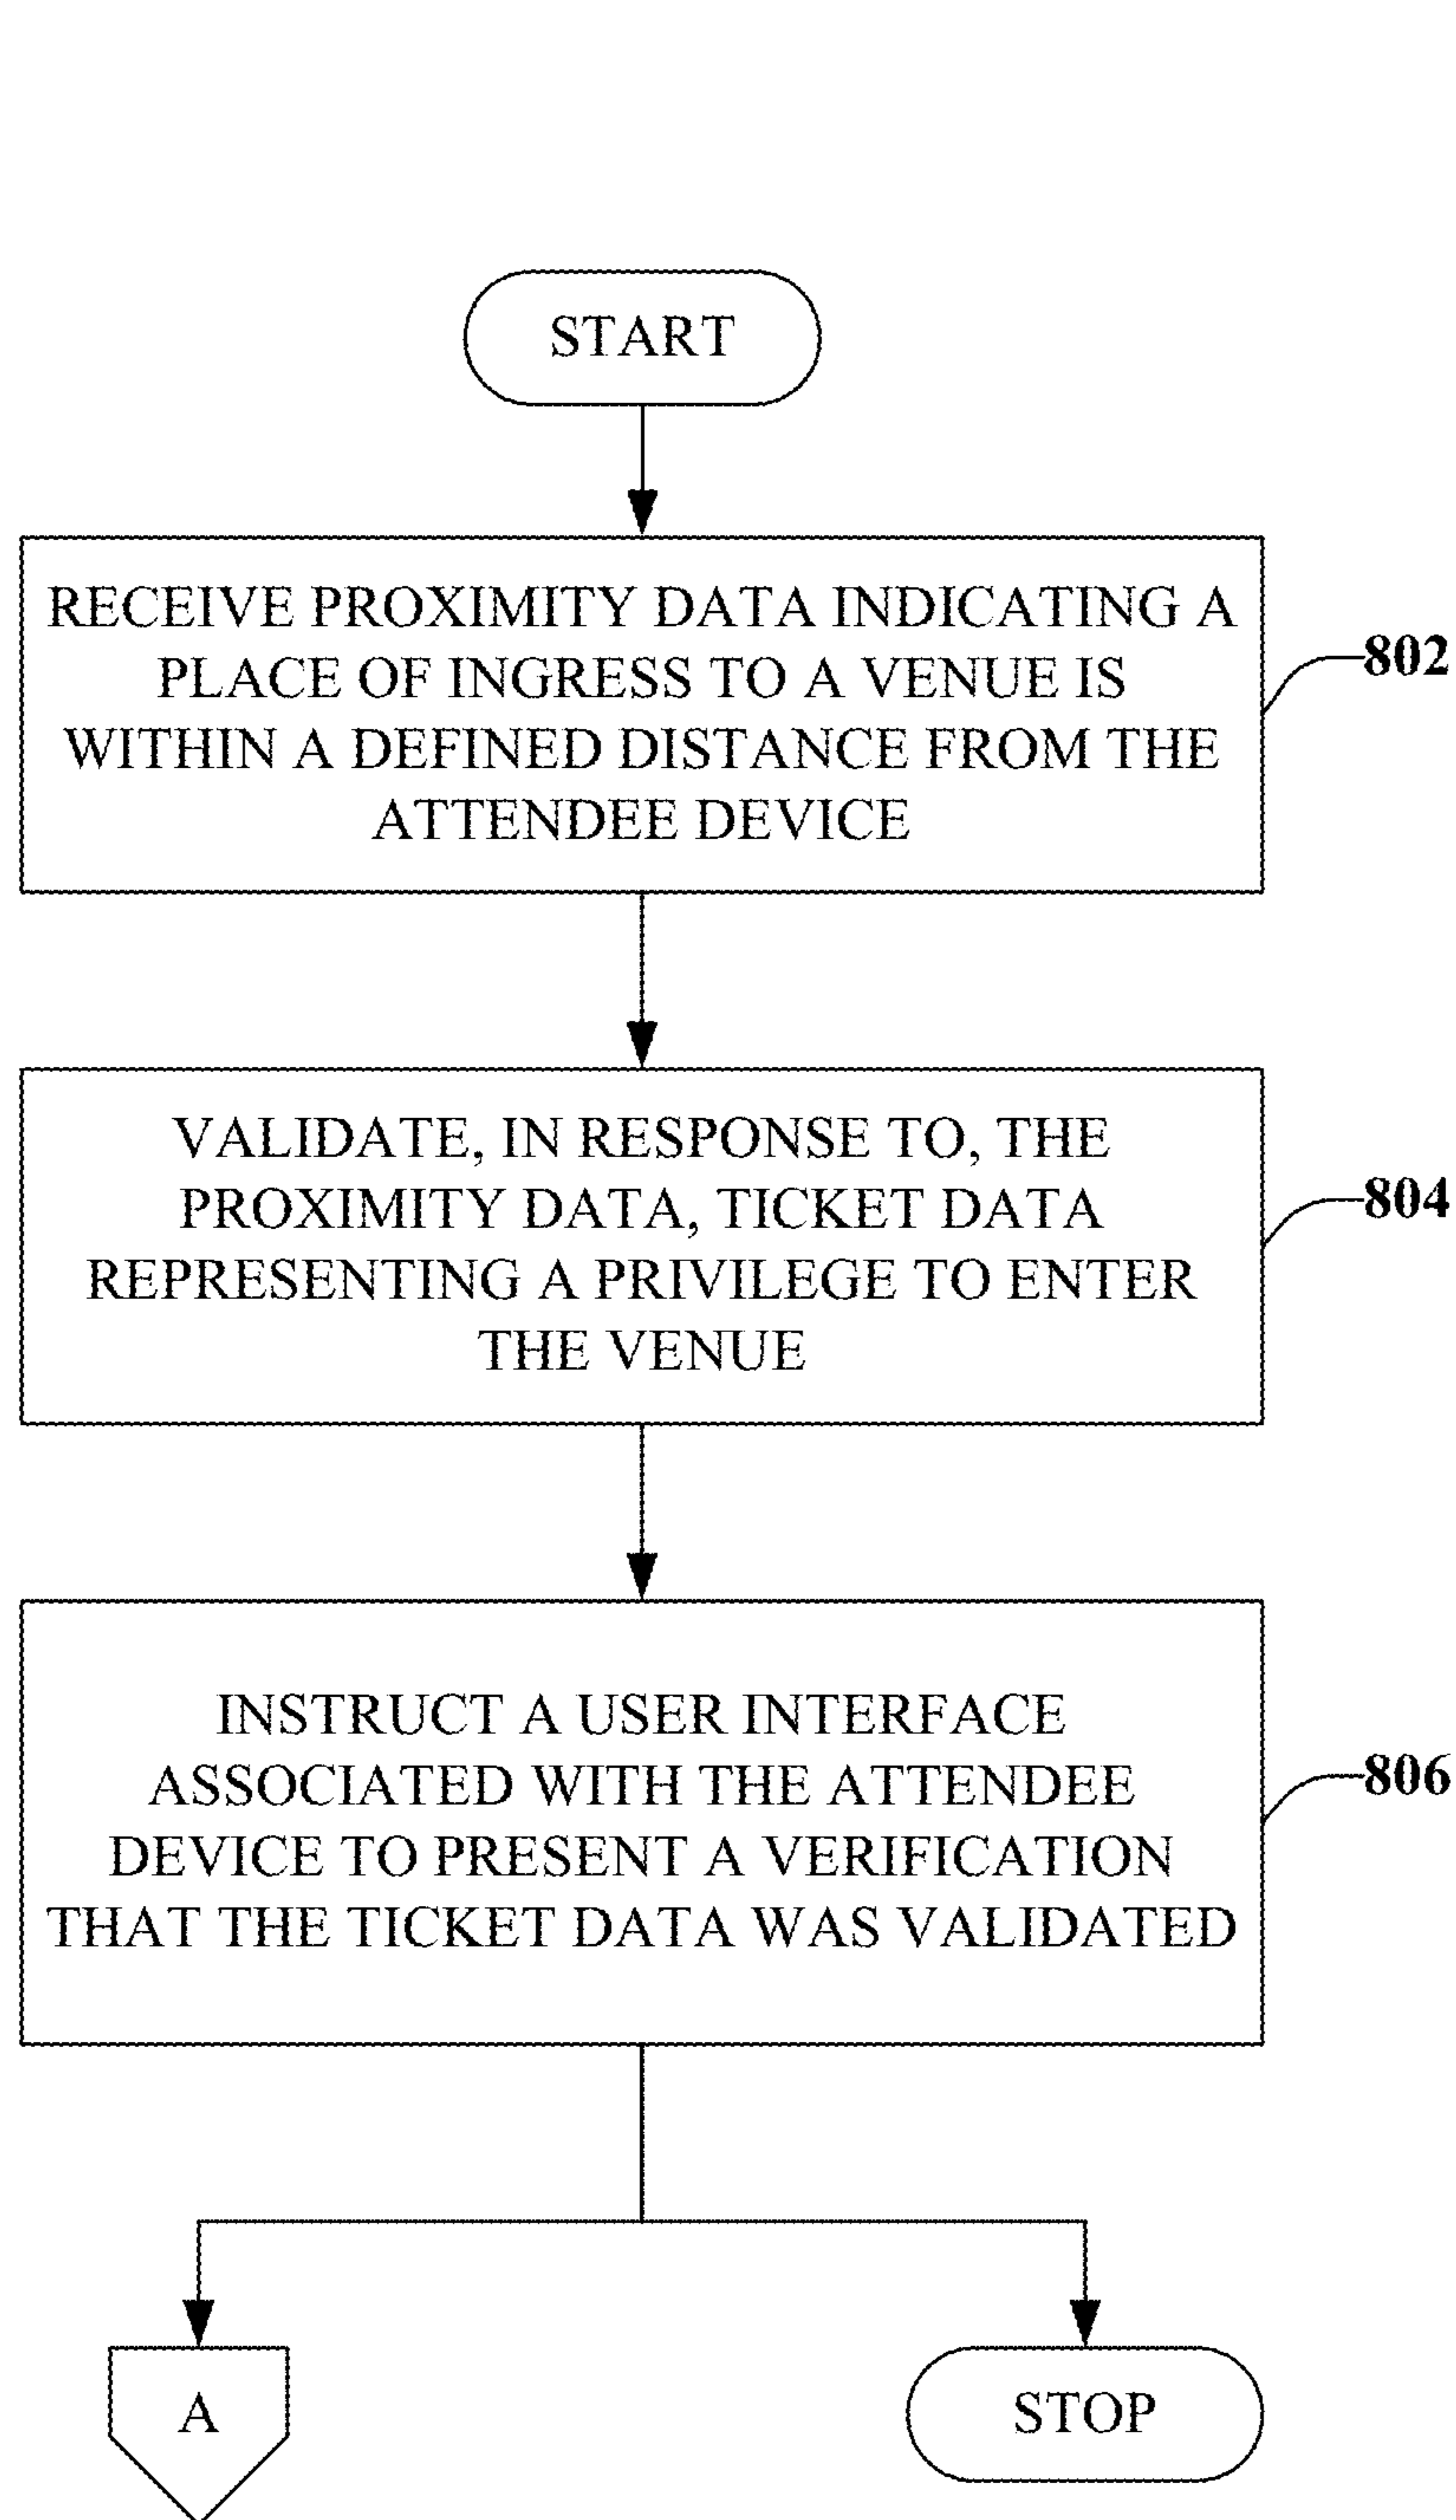 START
RECEIVE PROXIMITY DATA INDICATING A
PLACE OF INGRESS TO A VENUE IS
WITHIN A DEFINED DISTANCE FROM THE
ATTENDEE DEVICE
802
VALIDATE, IN RESPONSE TO, THE
PROXIMITY DATA, TICKET DATA
REPRESENTING A PRIVILEGE TO ENTER
THE VENUE
804
INSTRUCT A USER INTERFACE
ASSOCIATED WITH THE ATTENDEE
DEVICE TO PRESENT A VERIFICATION
THAT THE TICKET DATA WAS VALIDATED
806
A
STOP